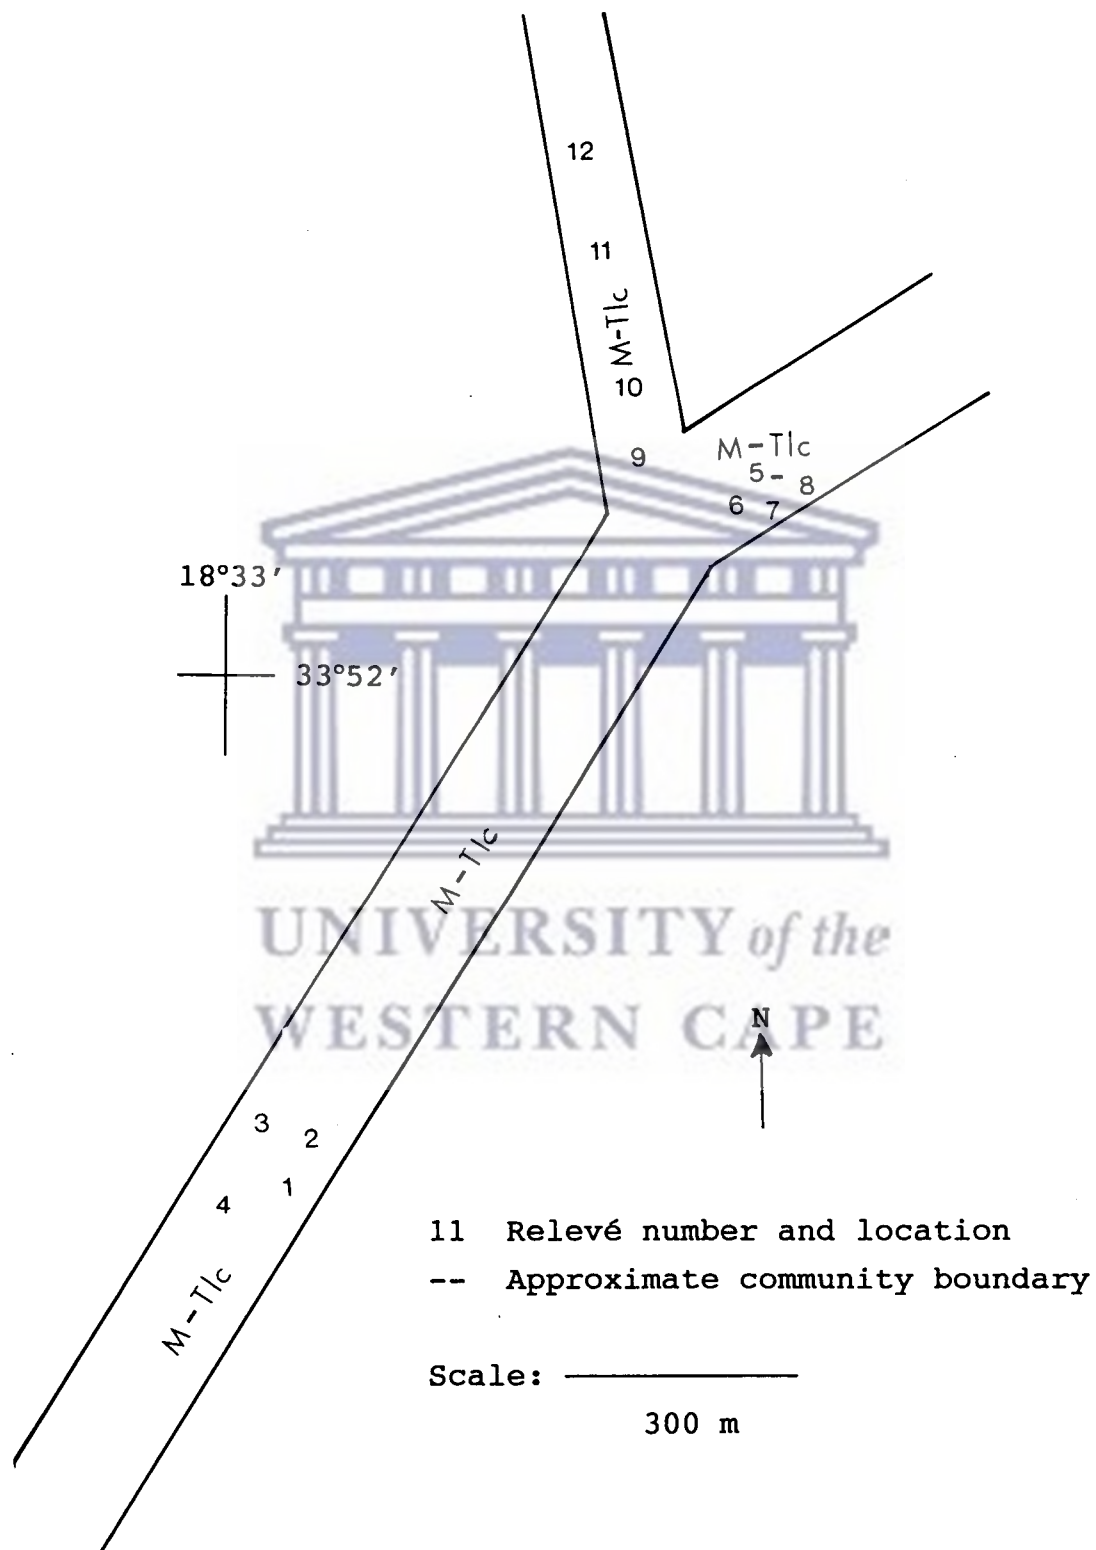 12
11
M-Tlc
10
9
M-Tlc
5-
8
6
7
18°33′
33°52′
M-Tlc
UNIVERSITY of the
WESTERN CAPE
N
3
2
1
4
11 Relevé number and location
-- Approximate community boundary
M-Tlc
Scale:
300 m